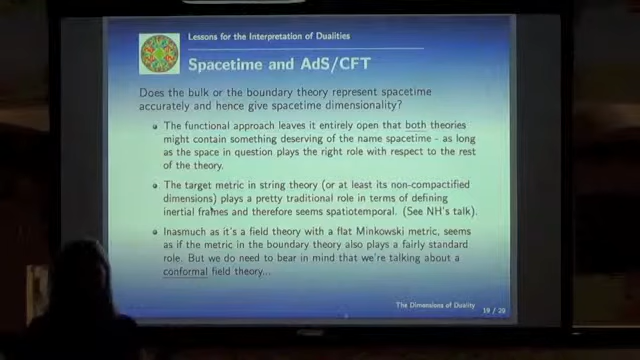 Lessons for the Interpretation of Dualities
Spacetime and AdS/CFT
Does the bulk or the boundary theory represent spacetime
accurately and hence give spacetime dimensionality?
The functional approach leaves it entirely open that both theories
might contain something deserving of the name spacetime - as long
as the space in question plays the right role with respect to the rest
of the theory.
The target metric in string theory (or at least its non-compactified
dimensions) plays a pretty traditional role in terms of defining
inertial frames and therefore seems spatiotemporal. (See NH's talk).
Inasmuch as it's a field theory with a flat Minkowski metric, seems
as if the metric in the boundary theory also plays a fairly standard
role. But we do need to bear in mind that we're talking about a
conformal field theory...
The Dimensions of Duality
19 / 20